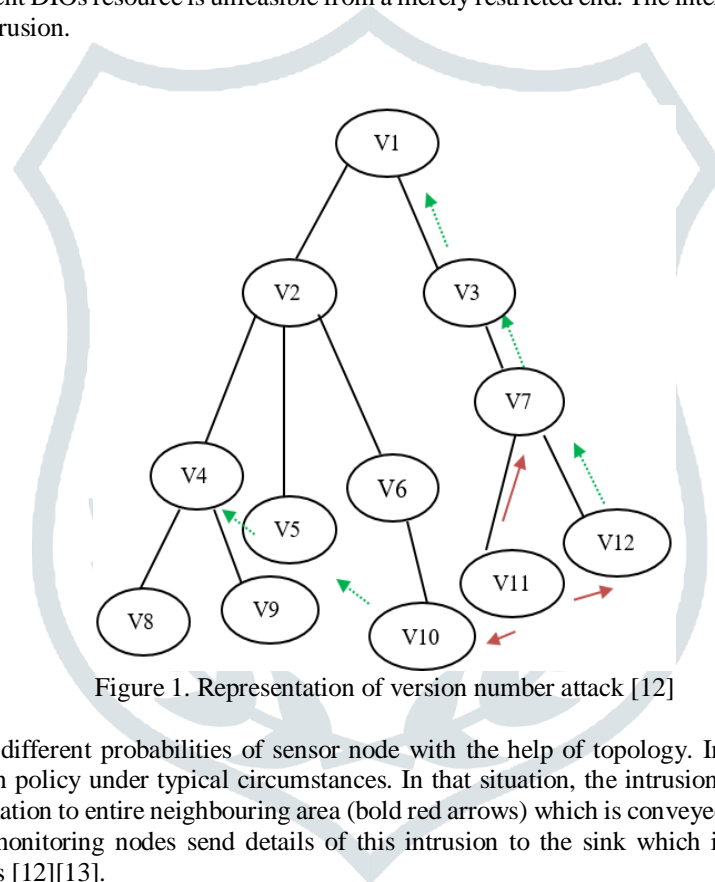 ent DIOs resource is unfeasible from a merely restricted end. The
rusion.
V1
V2
V3
V7
V4
V6
V5
V12
V11
V9
V8
V10
Figure 1. Representation of version number attack [12]
different probabilities of sensor node with the help of topology. I
policy under typical circumstances. In that situation, the intrusion
ation to entire neighbouring area (bold red arrows) which is conveye
monitoring nodes send details of this intrusion to the sink which i
s [12][13].